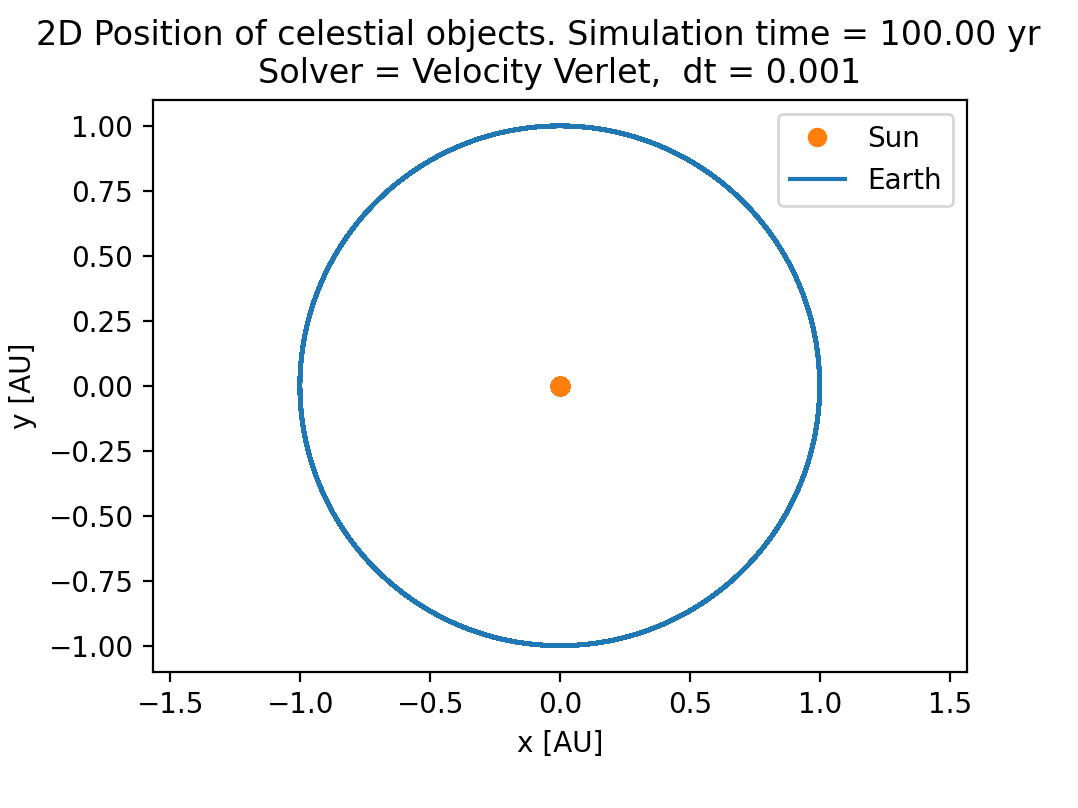 2D Position of celestial objects. Simulation time = 100.00 yr
Solver = Velocity Verlet,  dt = 0.001
Sun
Earth
1.00
0.75
0.50
0.25
0.00
−0.25
−0.50
−0.75
−1.00
y [AU]
−1.5
−1.0
−0.5
0.0
0.5
1.0
1.5
x [AU]